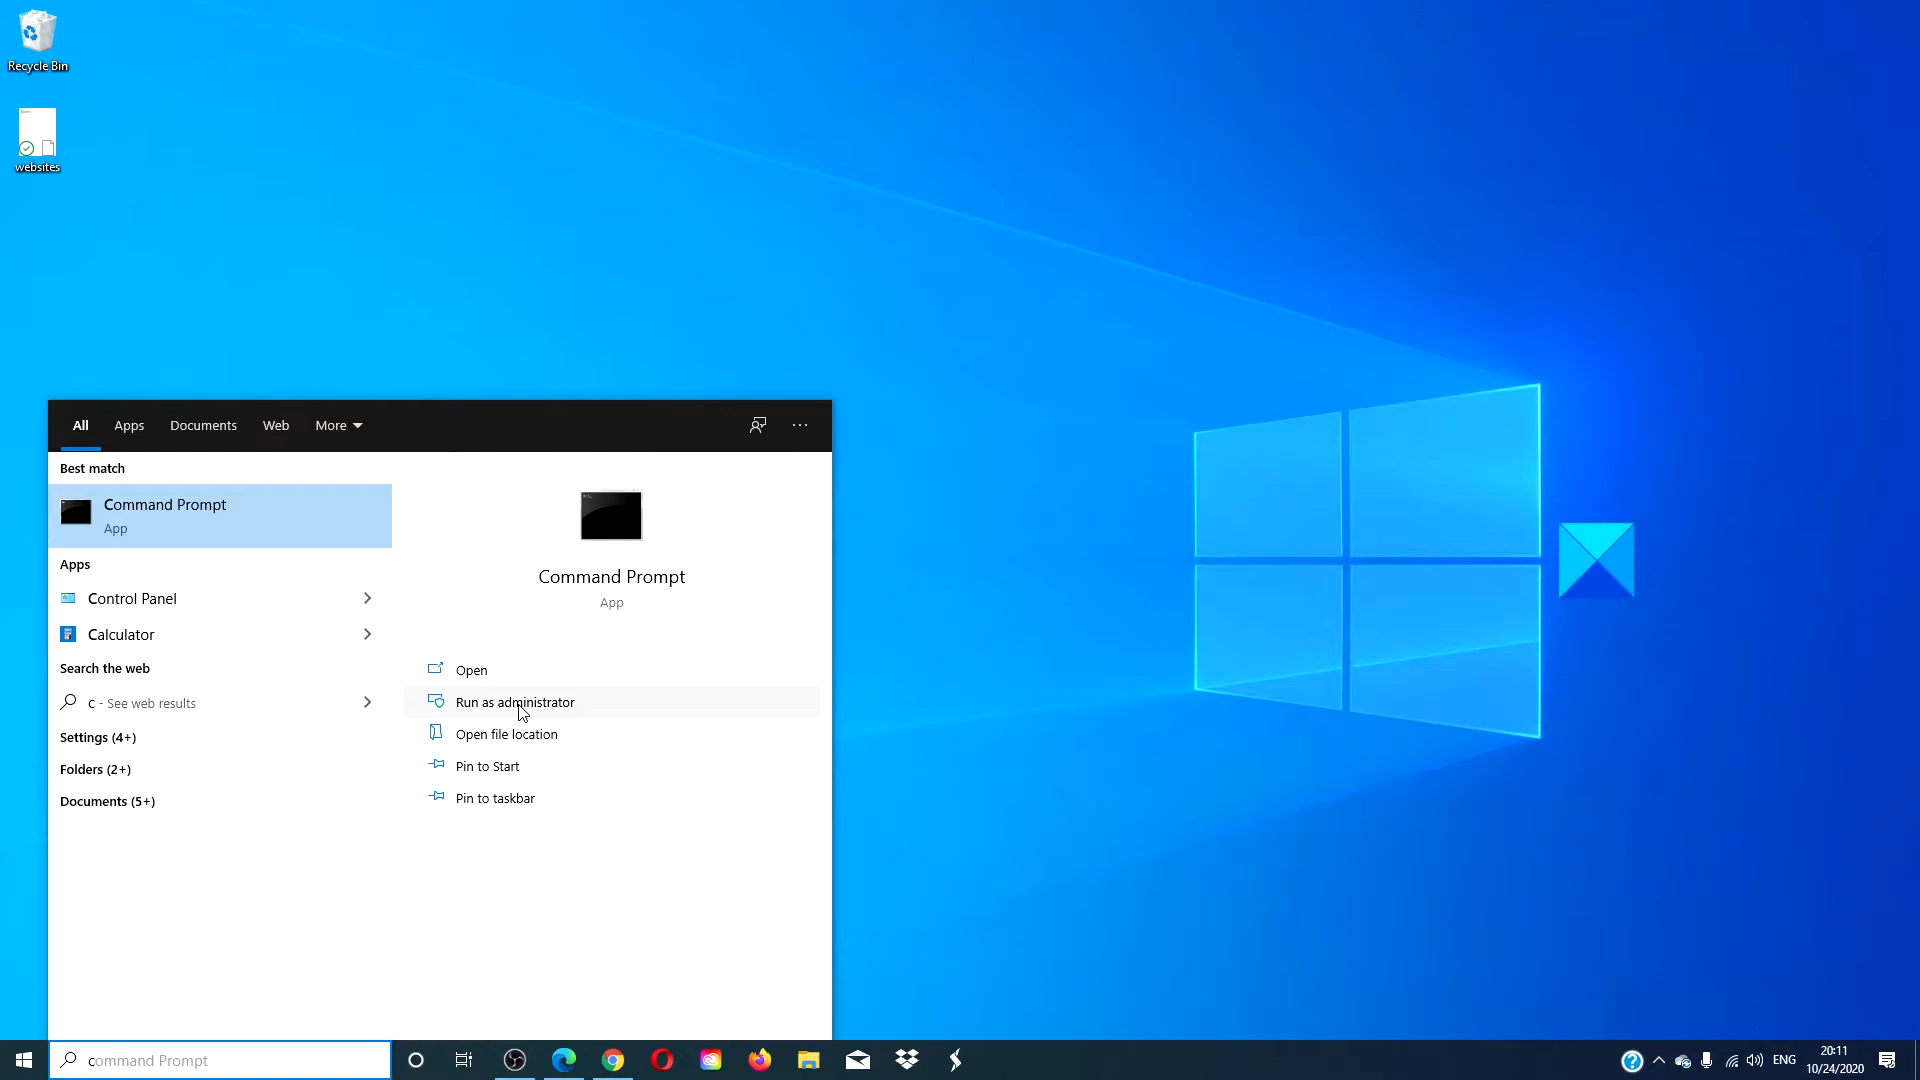 Recycle Bin
websites
All Apps Documents Web More
Best match
Command Prompt
App
Apps
Control Panel
Calculator
Search the web
c - See web results
Settings (4+)
Folders (2+)
Documents (5+)
Command Prompt
App
Open
Run as administrator
Open file location
Pin to Start
Pin to taskbar
command Prompt
ENG
20:11
10/24/2020